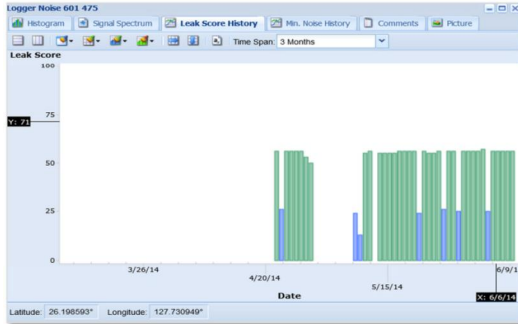 Logger Noise 601 475
Histogram Signal Spectrum Leak Score History Min. Noise History Comments Picture
Time Span: 3 Months
Leak Score
100
75
Y: 71
50
25
0
3/26/14 4/20/14 5/15/14 6/9/1
Date
X: 6/6/14
Latitude: 26.198593° Longitude: 127.730949°